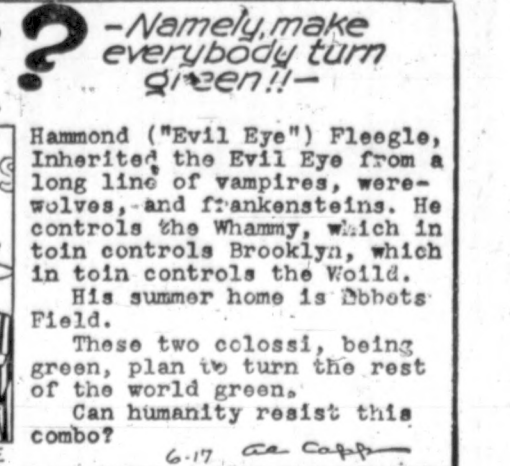 ?
-Namely, make
everybody turn
green!!-
Hammond ("Evil Eye") Fleegle,
Inherited the Evil Eye from a
long line of vampires, were-
wolves, and frankensteins. He
controls the Whammy, which in
toin controls Brooklyn, which
in toin controls the Woild.
His summer home is Ebbets
Field.
These two colossi, being
green, plan to turn the rest
of the world green.
Can humanity resist this
combo?
6-17 Al Capp